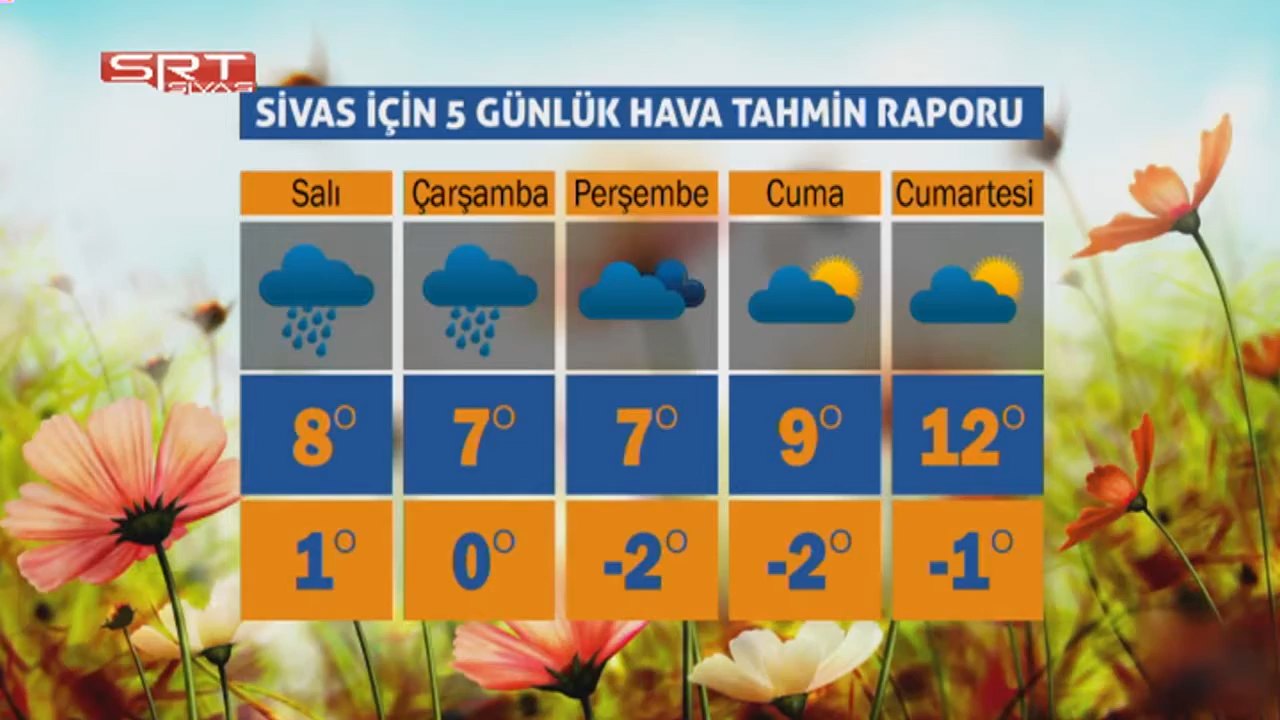 SRT
SİVAS
SİVAS İÇİN 5 GÜNLÜK HAVA TAHMİN RAPORU
Salı Çarşamba Perşembe Cuma Cumartesi
8° 7° 7° 9° 12°
1° 0° -2° -2° -1°